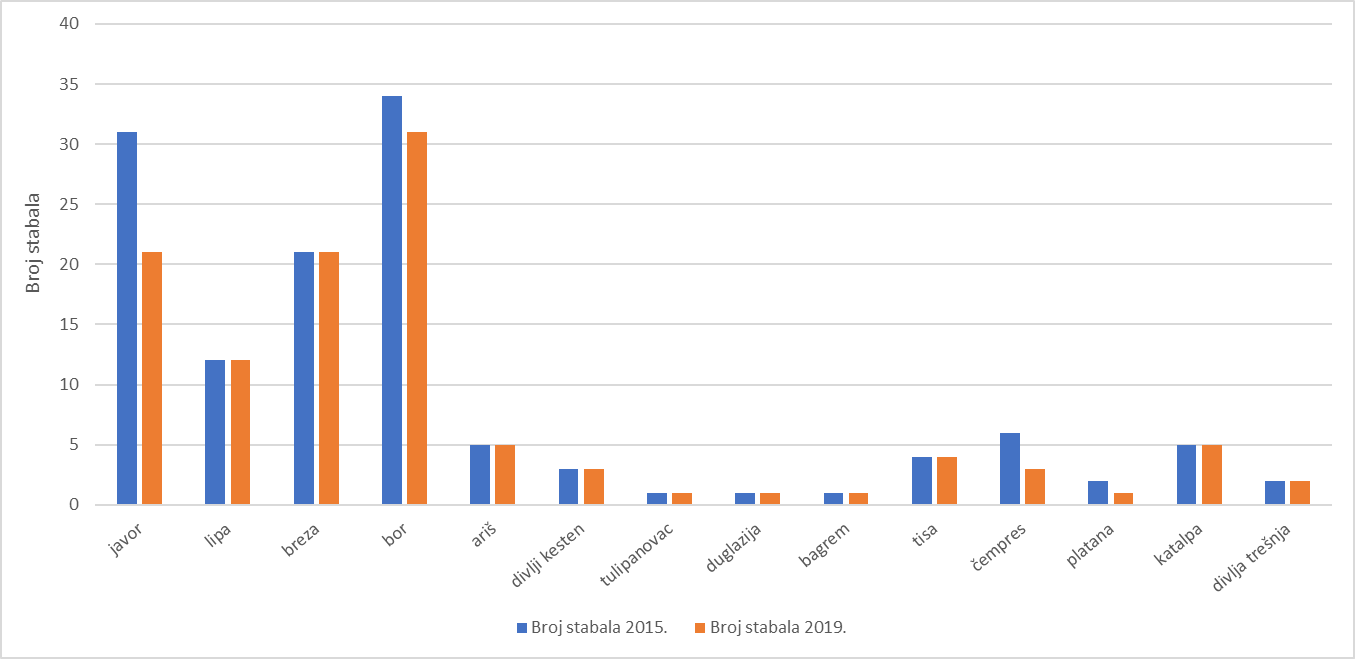 40
35
30
25
20
15
10
5
0
Broj stabala
javor
lipa
breza
bor
ariš
divlji kesten
tulipanovac
duglazija
bagrem
tisa
čempres
platana
katalpa
divlja trešnja
Broj stabala 2015.
Broj stabala 2019.